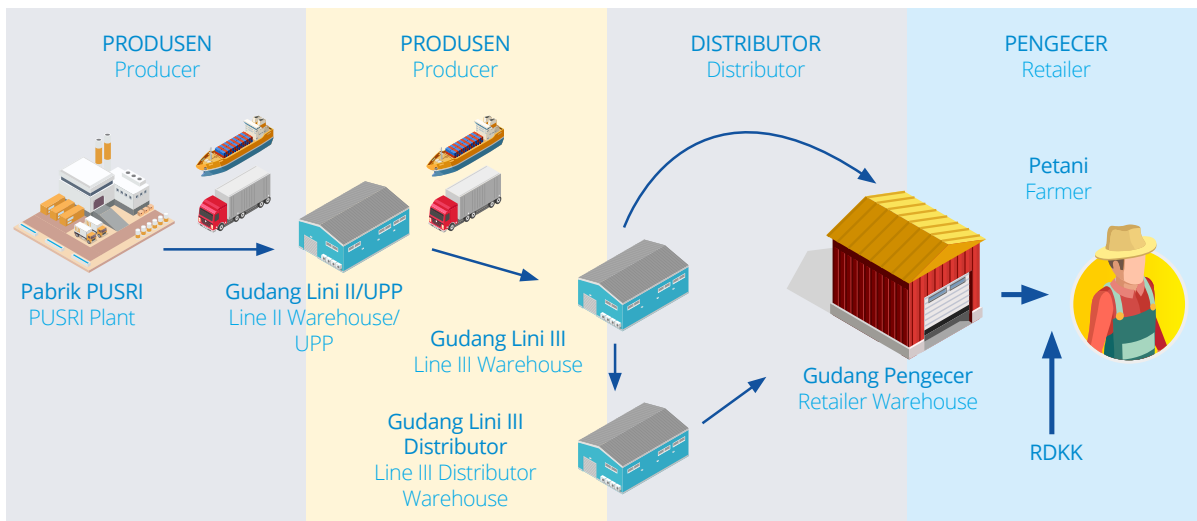 PRODUSEN
Producer
PRODUSEN
Producer
DISTRIBUTOR
Distributor
PENGECER
Retailer
Pabrik PUSRI
PUSRI Plant
Gudang Lini II/UPP
Line II Warehouse/
UPP
Gudang Lini III
Line III Warehouse
Gudang Lini III
Distributor
Line III Distributor
Warehouse
Gudang Pengecer
Retailer Warehouse
Petani
Farmer
RDKK